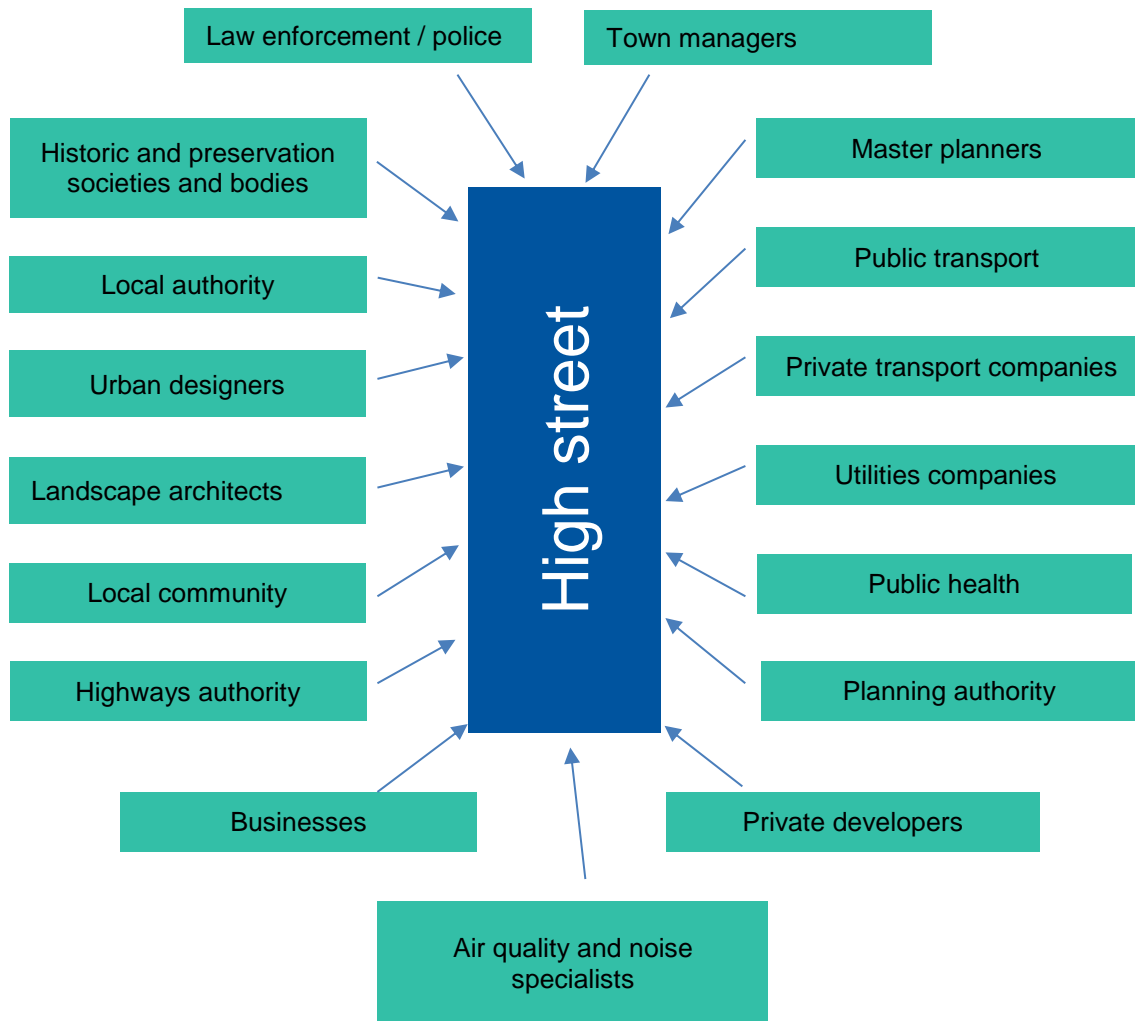 Law enforcement / police
Town managers
Historic and preservation
societies and bodies
Local authority
Urban designers
Landscape architects
Local community
Highways authority
Businesses
High street
Master planners
Public transport
Private transport companies
Utilities companies
Public health
Planning authority
Private developers
Air quality and noise
specialists